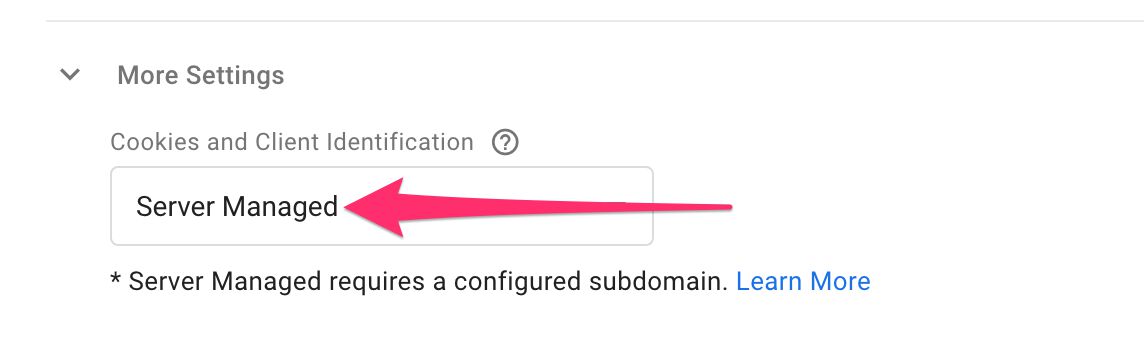 More Settings
Cookies and Client Identification ?
Server Managed
* Server Managed requires a configured subdomain. Learn More